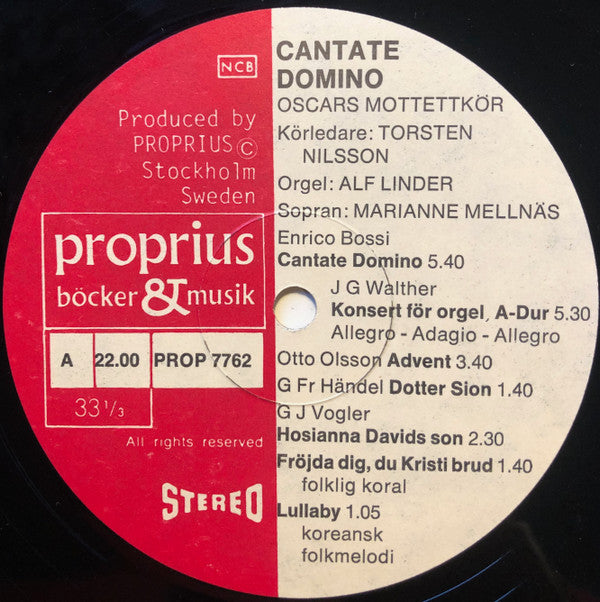 NCB
Produced by
PROPRIUS ©
Stockholm
Sweden
proprius
böcker & musik
A 22.00 PROP 7762
33 1/3
All rights reserved
STEREO
CANTATE
DOMINO
OSCARS MOTTETTKÖR
Körledare: TORSTEN
NILSSON
Orgel: ALF LINDER
Sopran: MARIANNE MELLNÄS
Enrico Bossi
Cantate Domino 5.40
J G Walther
Konsert för orgel, A-Dur 5.30
Allegro - Adagio - Allegro
Otto Olsson Advent 3.40
G Fr Händel Dotter Sion 1.40
G J Vogler
Hosianna Davids son 2.30
Fröjda dig, du Kristi brud 1.40
folklig koral
Lullaby 1.05
koreansk
folkmelodi